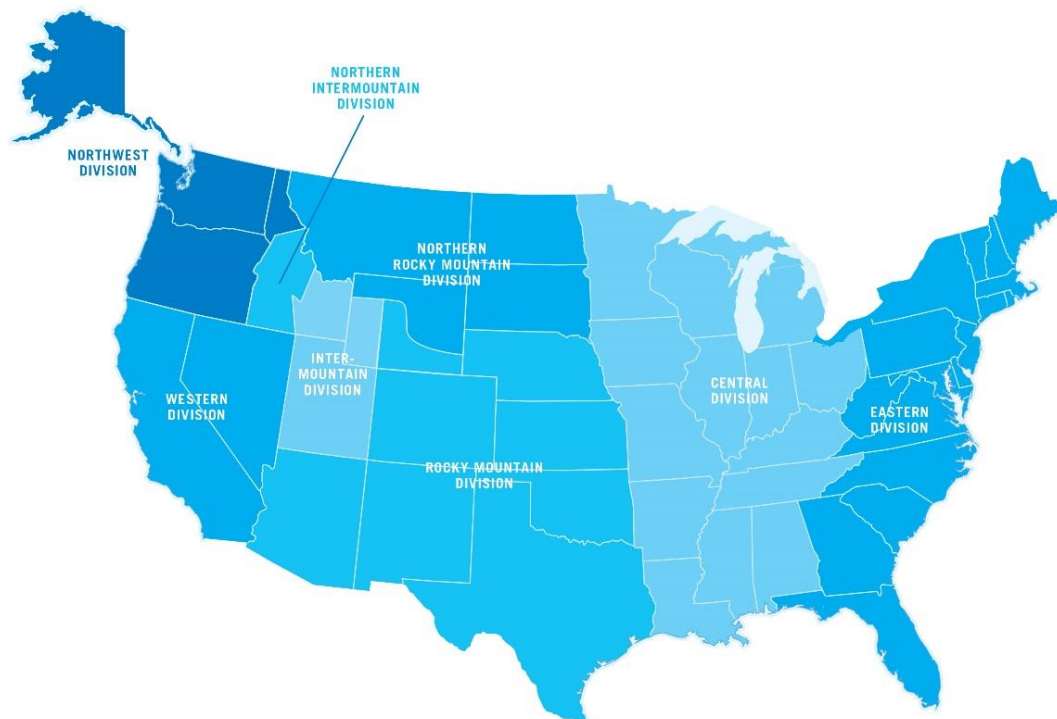 NORTHERN
INTERMOUNTAIN
DIVISION
NORTHWEST
DIVISION
NORTHERN
ROCKY MOUNTAIN
DIVISION
INTER-
MOUNTAIN
DIVISION
WESTERN
DIVISION
CENTRAL
DIVISION
EASTERN
DIVISION
ROCKY MOUNTAIN
DIVISION